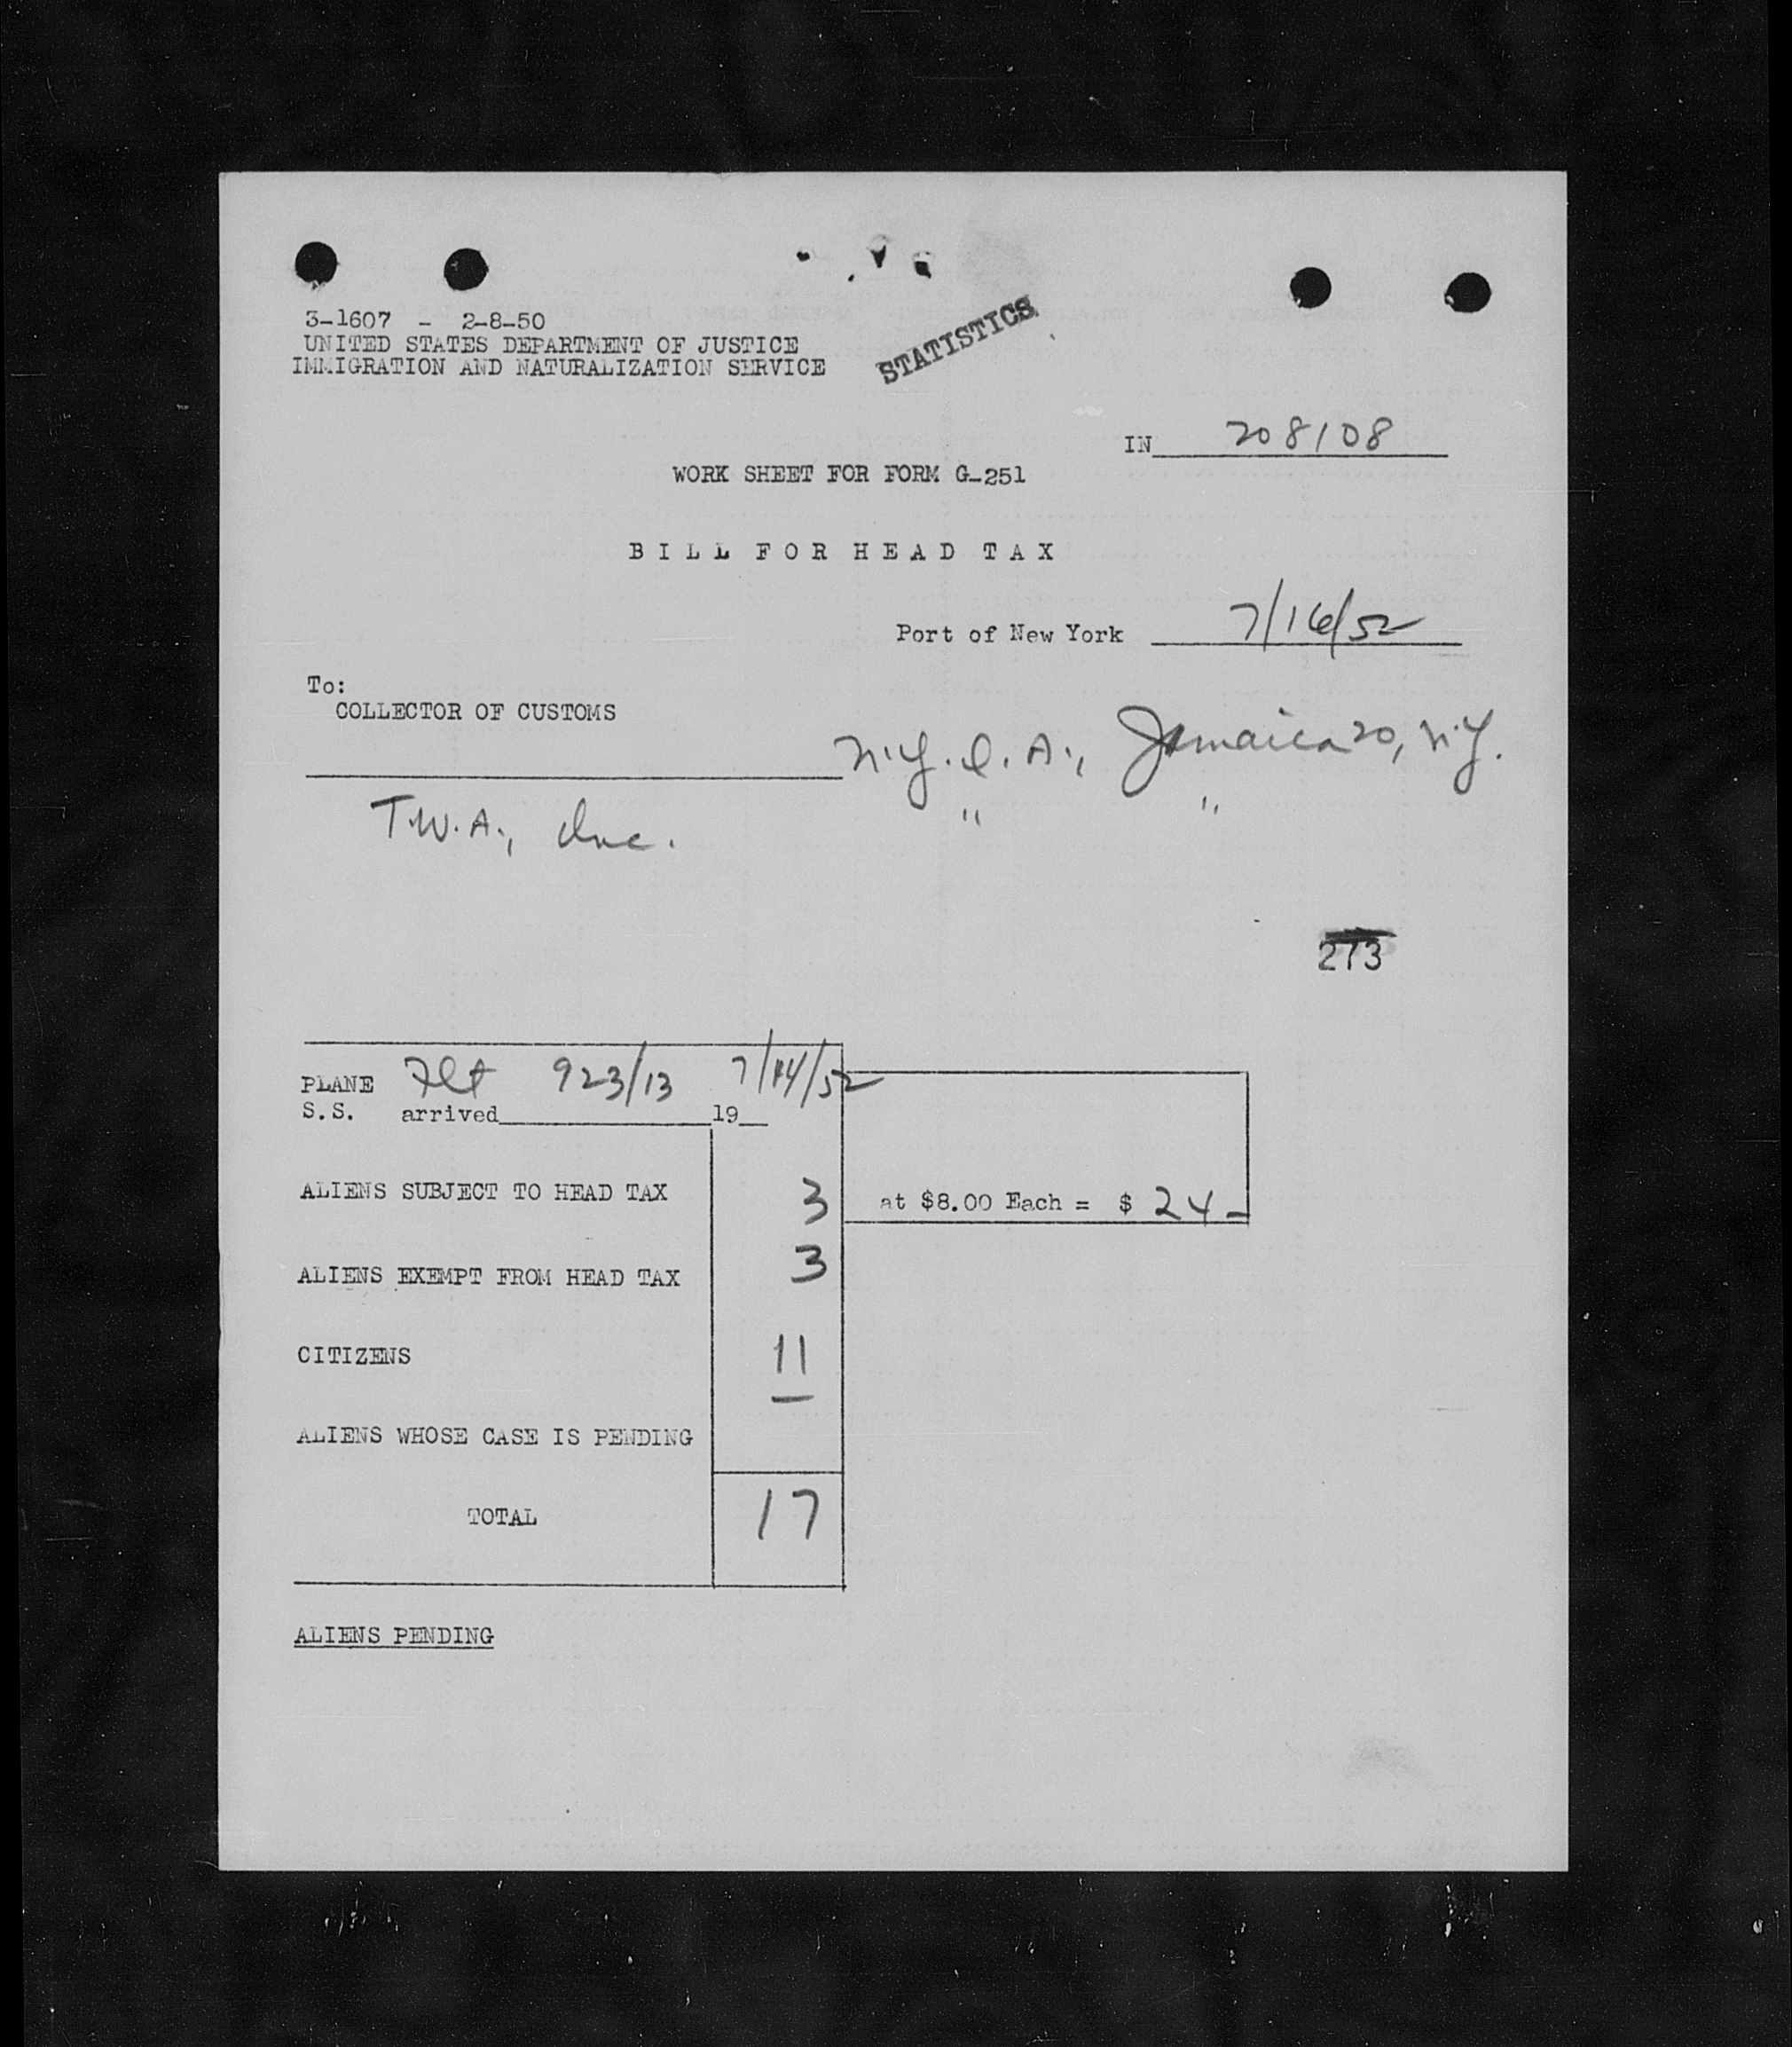 3-1607 - 2-8-50
UNITED STATES DEPARTMENT OF JUSTICE
IMMIGRATION AND NATURALIZATION SERVICE
STATISTICS
IN 208108
WORK SHEET FOR FORM G-251
BILL FOR HEAD TAX
Port of New York 7/16/52
To:
COLLECTOR OF CUSTOMS
N.Y.I.A., Jamaica 20, N.Y.
T.W.A., Inc. " "
213
PLANE Flt 923/13 7/14/52
S.S. arrived 19
ALIENS SUBJECT TO HEAD TAX 3 at $8.00 Each = $ 24-
ALIENS EXEMPT FROM HEAD TAX 3
CITIZENS 11
ALIENS WHOSE CASE IS PENDING —
TOTAL 17
ALIENS PENDING